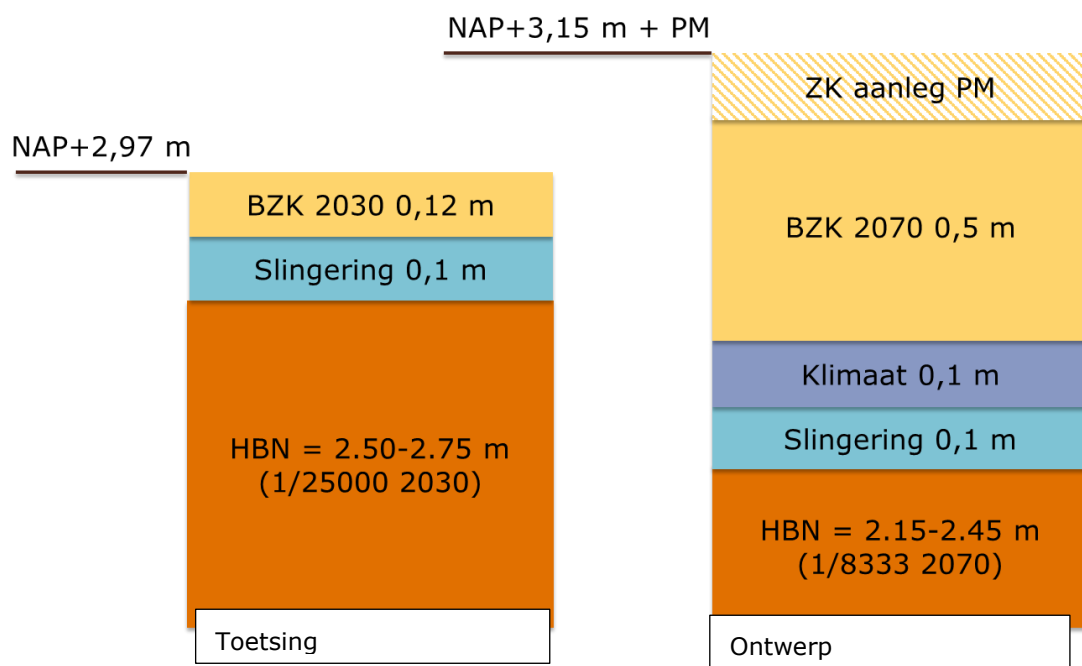 NAP+3,15 m + PM
ZK aanleg PM
NAP+2,97 m
BZK 2030 0,12 m
BZK 2070 0,5 m
Slingering 0,1 m
Klimaat 0,1 m
Slingering 0,1 m
HBN = 2.50-2.75 m
(1/25000 2030)
HBN = 2.15-2.45 m
(1/8333 2070)
Toetsing
Ontwerp